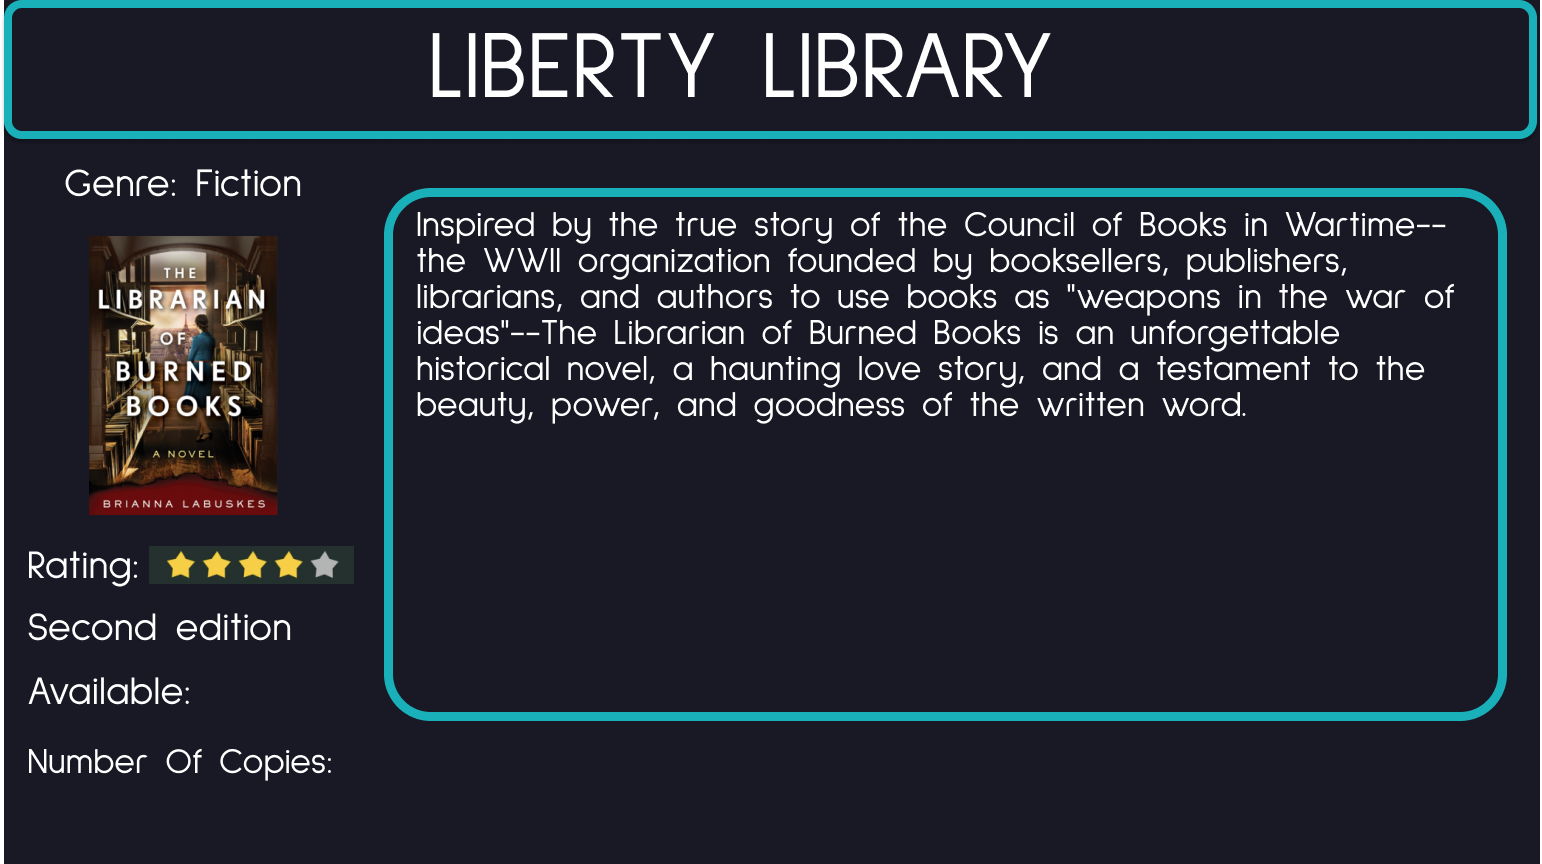 LIBERTY LIBRARY
Genre: Fiction
THE
LIBRARIAN
OF
BURNED
BOOKS
A NOVEL
BRIANNA LABUSKES
Rating:
Second edition
Available:
Number Of Copies:
Inspired by the true story of the Council of Books in Wartime--
the WWII organization founded by booksellers, publishers,
librarians, and authors to use books as "weapons in the war of
ideas"--The Librarian of Burned Books is an unforgettable
historical novel, a haunting love story, and a testament to the
beauty, power, and goodness of the written word.